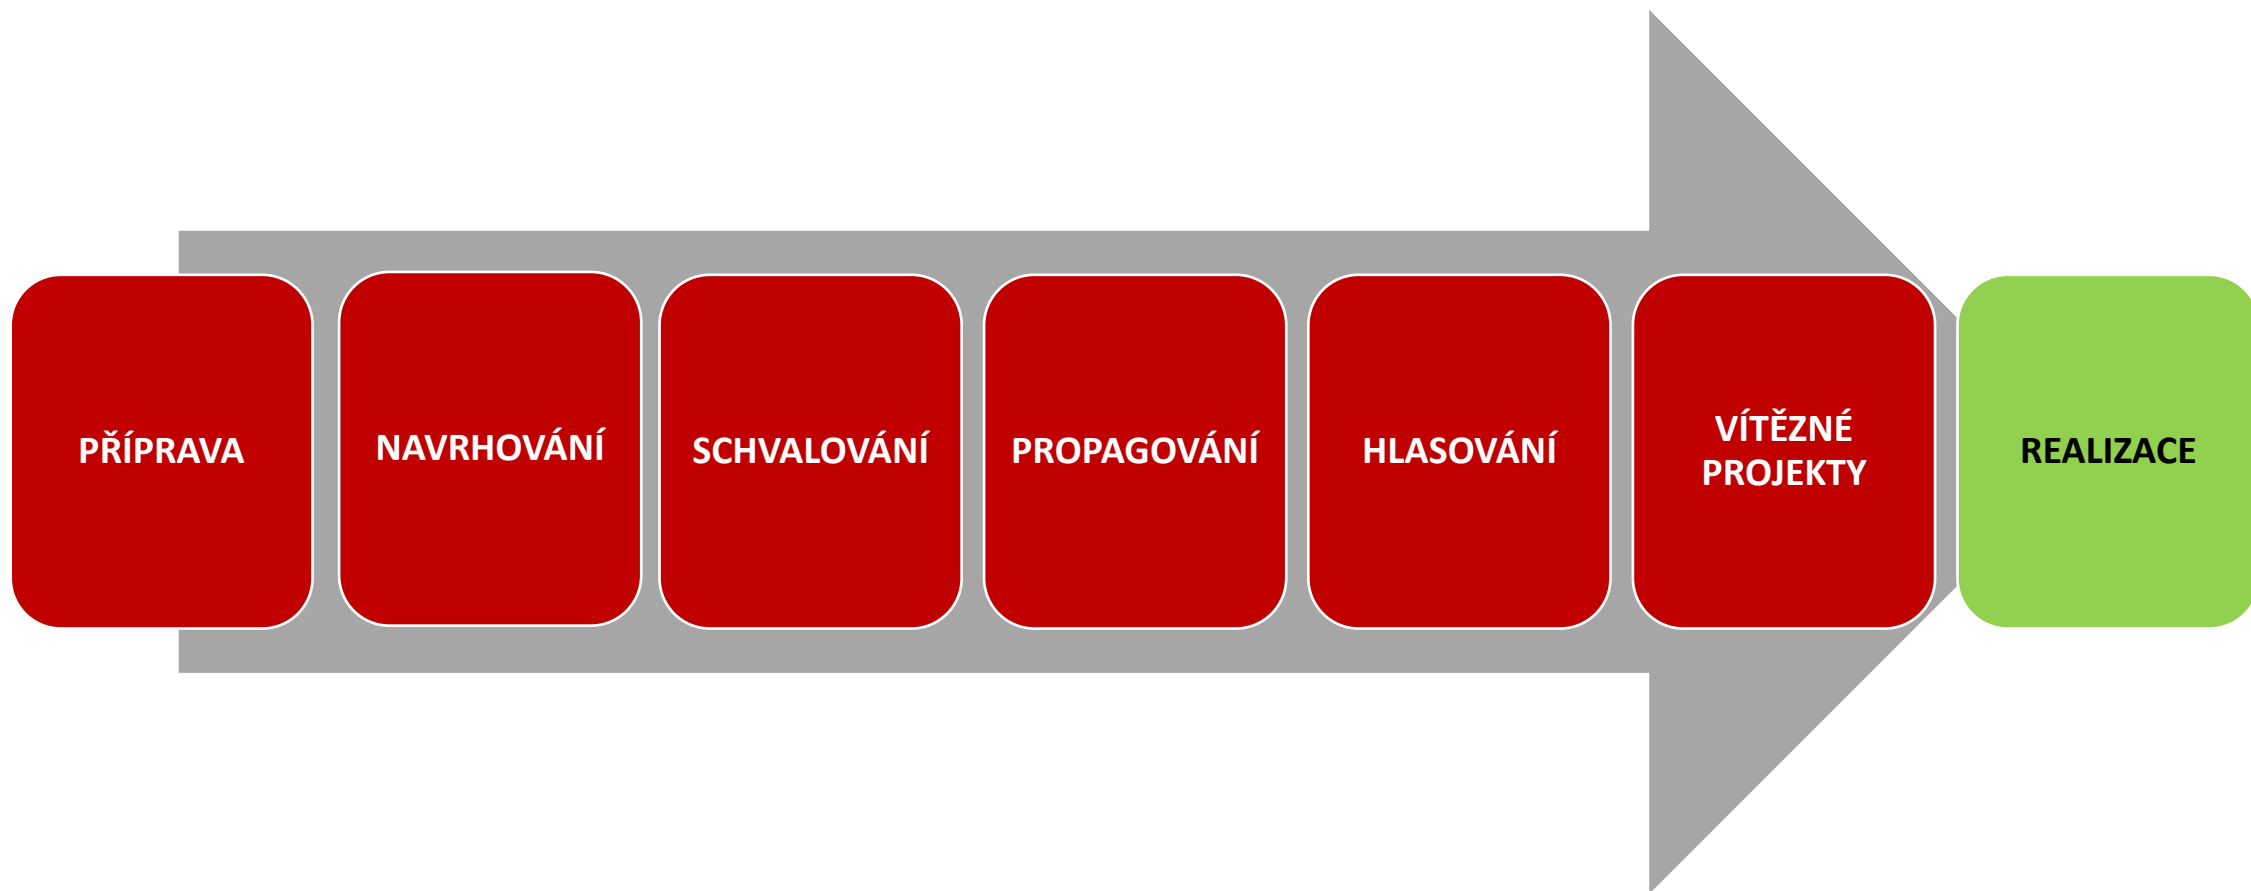 PŘÍPRAVA
NAVRHOVÁNÍ
SCHVALOVÁNÍ
PROPAGOVÁNÍ
HLASOVÁNÍ
VÍTĚZNÉ
PROJEKTY
REALIZACE